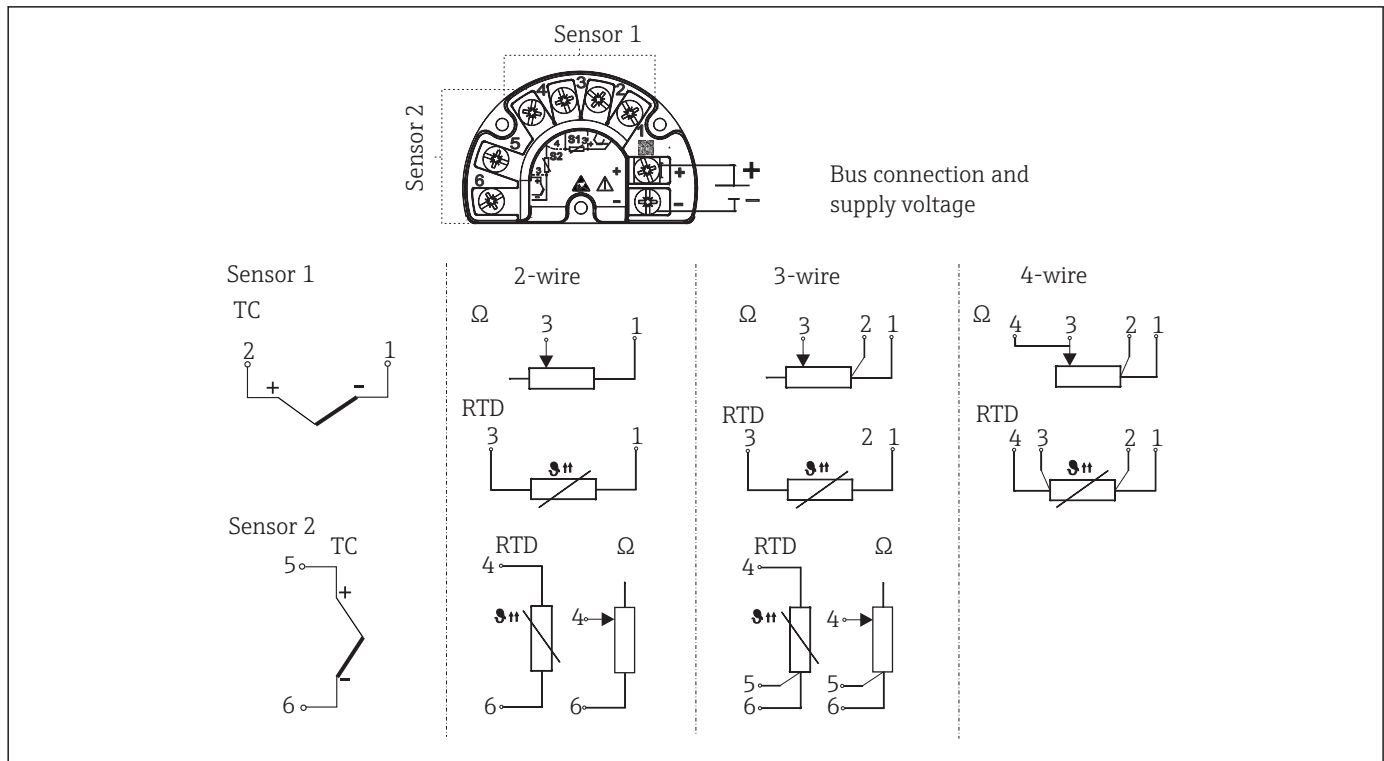 Sensor 1
Sensor 2
6 5 4 3 2 1
4 S1 3
S2
3
+ + +
- - -
Bus connection and
supply voltage
Sensor 1 2-wire 3-wire 4-wire
TC
2 1
+ -
Ω
3 1
Ω
3 2 1
Ω
4 3 2 1
RTD
3 1
RTD
3 2 1
RTD
4 3 2 1
Sensor 2
TC
5
+
-
6
RTD Ω
4 4
6 6
RTD Ω
4 4
5 5
6 6